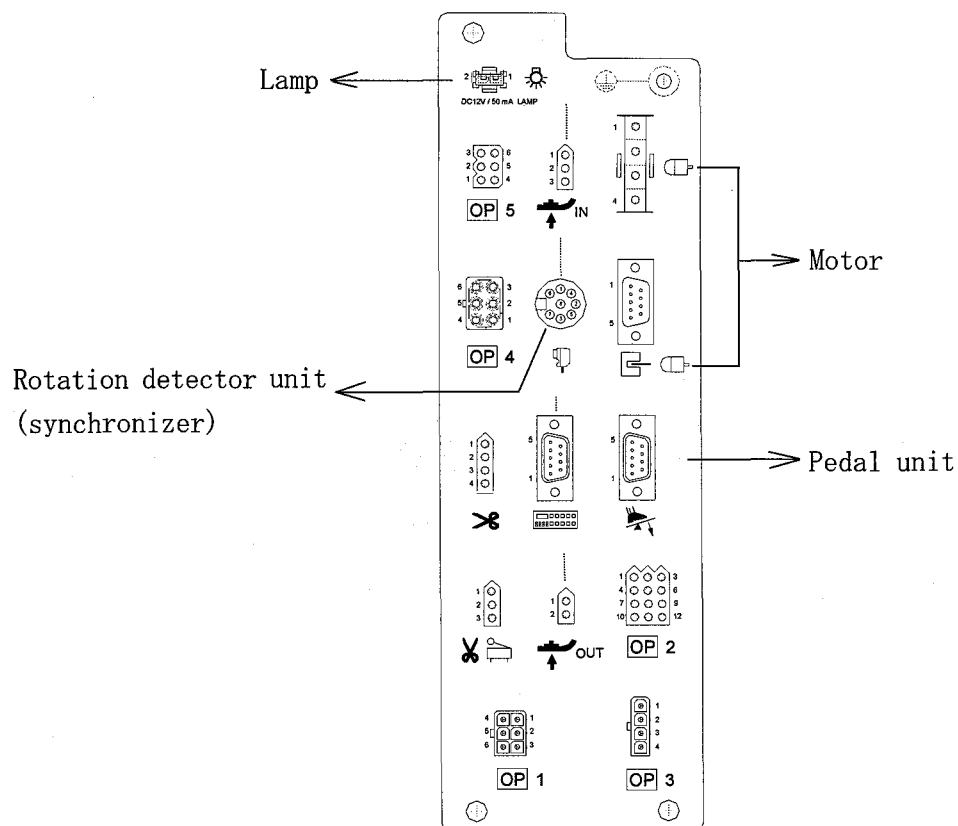 Lamp
2 1
DC12V / 50 mA LAMP
1
4
3 6
2 5
1 4
OP 5
1
2
3
IN
Motor
6 3
5 2
4 1
OP 4
1
5
Rotation detector unit
(synchronizer)
1
2
3
4
5
1
5
1
Pedal unit
1
2
3
1
2
OUT
1 3
4 6
7 9
10 12
OP 2
4 1
5 2
6 3
OP 1
1
2
3
4
OP 3